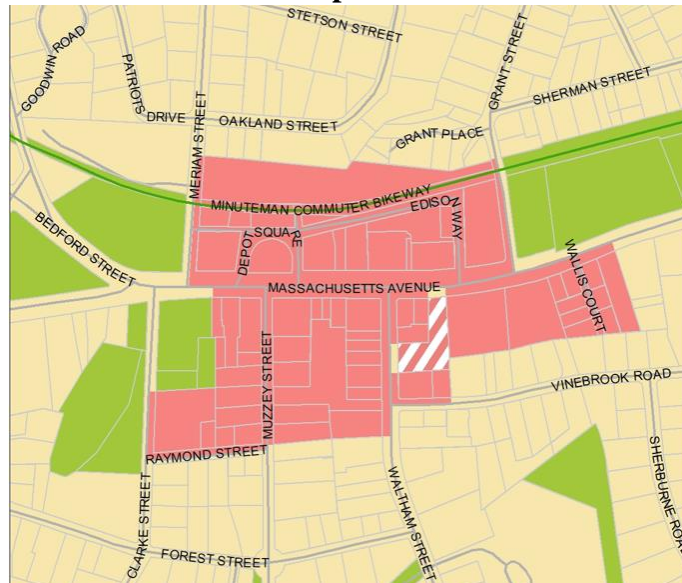 STETSON STREET
GOODWIN ROAD
PATRIOTS
DRIVE
OAKLAND STREET
GRANT STREET
SHERMAN STREET
GRANT PLACE
MERIAM STREET
MINUTEMAN COMMUTER BIKEWAY
EDISON WAY
DEPOT SQUARE
BEDFORD STREET
MASSACHUSETTS AVENUE
WALLIS COURT
MUZZEY STREET
VINEBROOK ROAD
RAYMOND STREET
CLARKE STREET
WALTHAM STREET
SHERBURNE ROAD
FOREST STREET